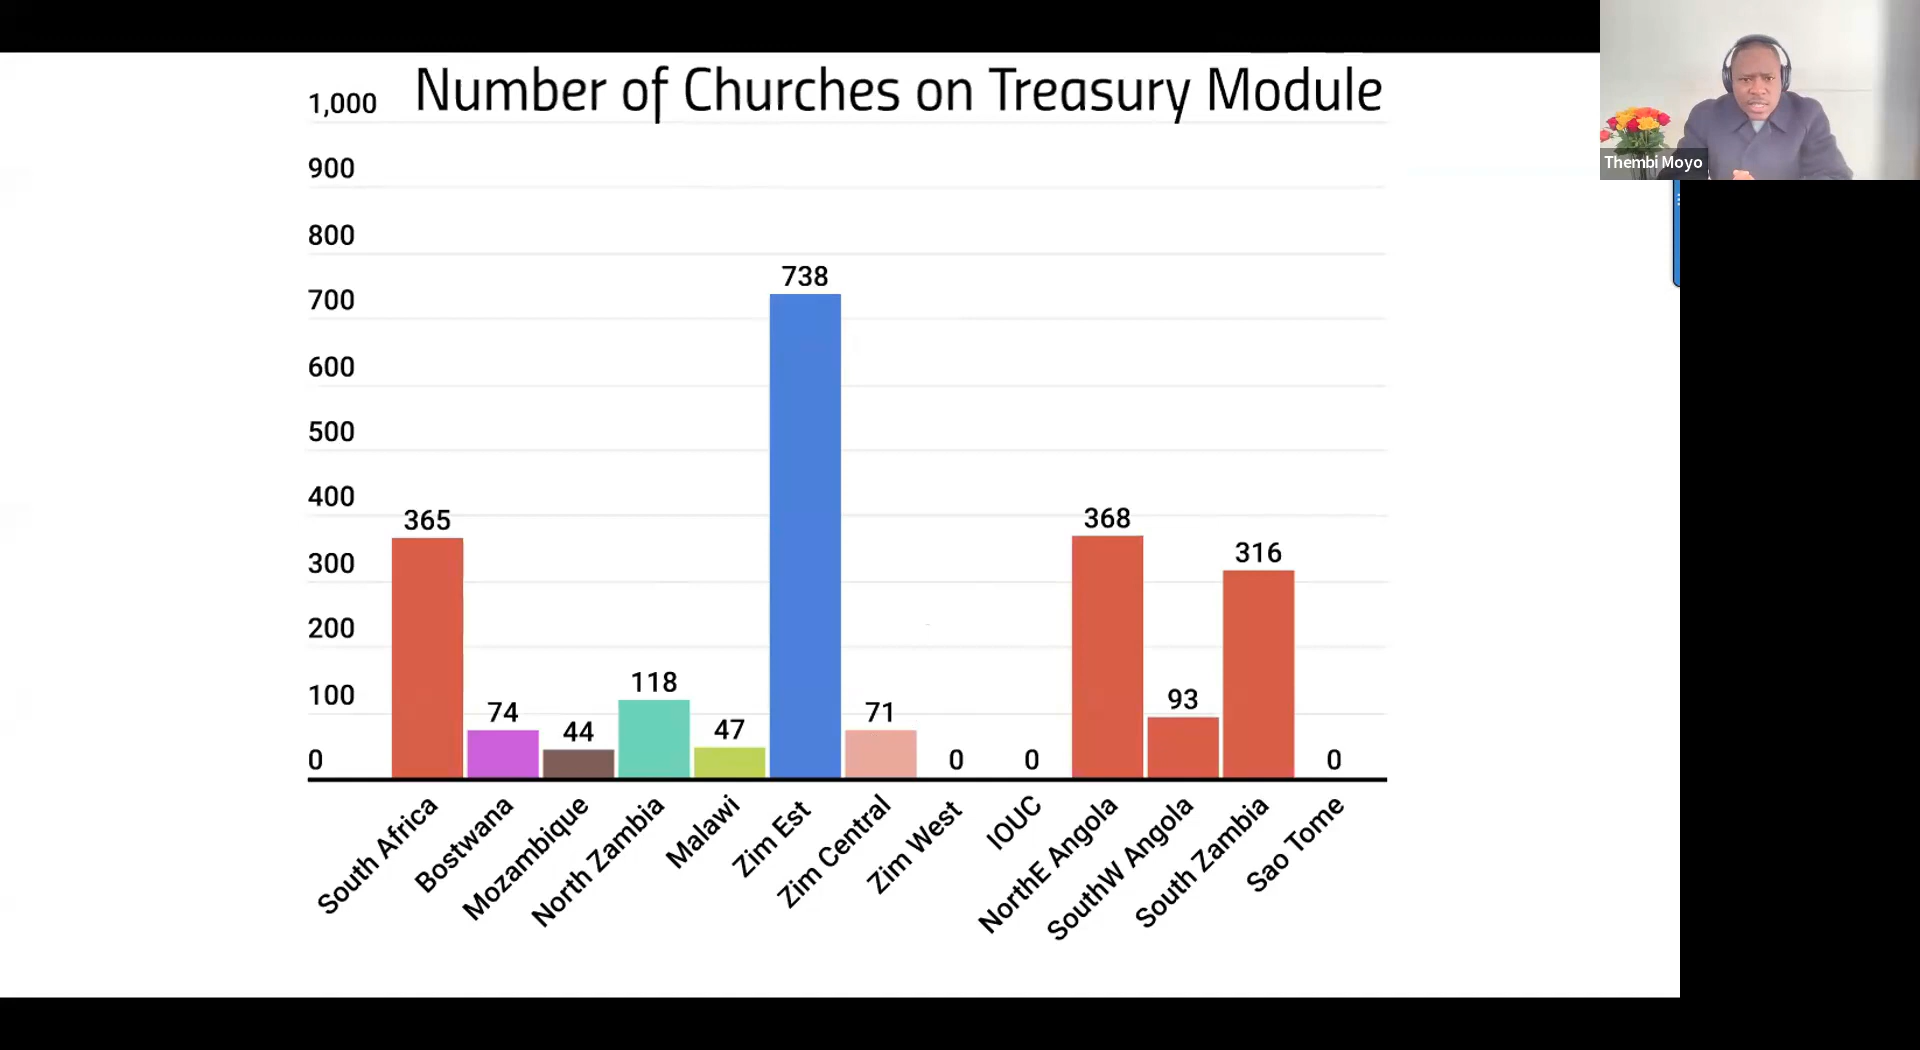 Number of Churches on Treasury Module
1,000
900
800
700
600
500
400
300
200
100
0
365
74
44
118
47
738
71
0
0
368
93
316
0
South Africa
Bostwana
Mozambique
North Zambia
Malawi
Zim Est
Zim Central
Zim West
IOUC
NorthE Angola
SouthW Angola
South Zambia
Sao Tome
Thembi Moyo